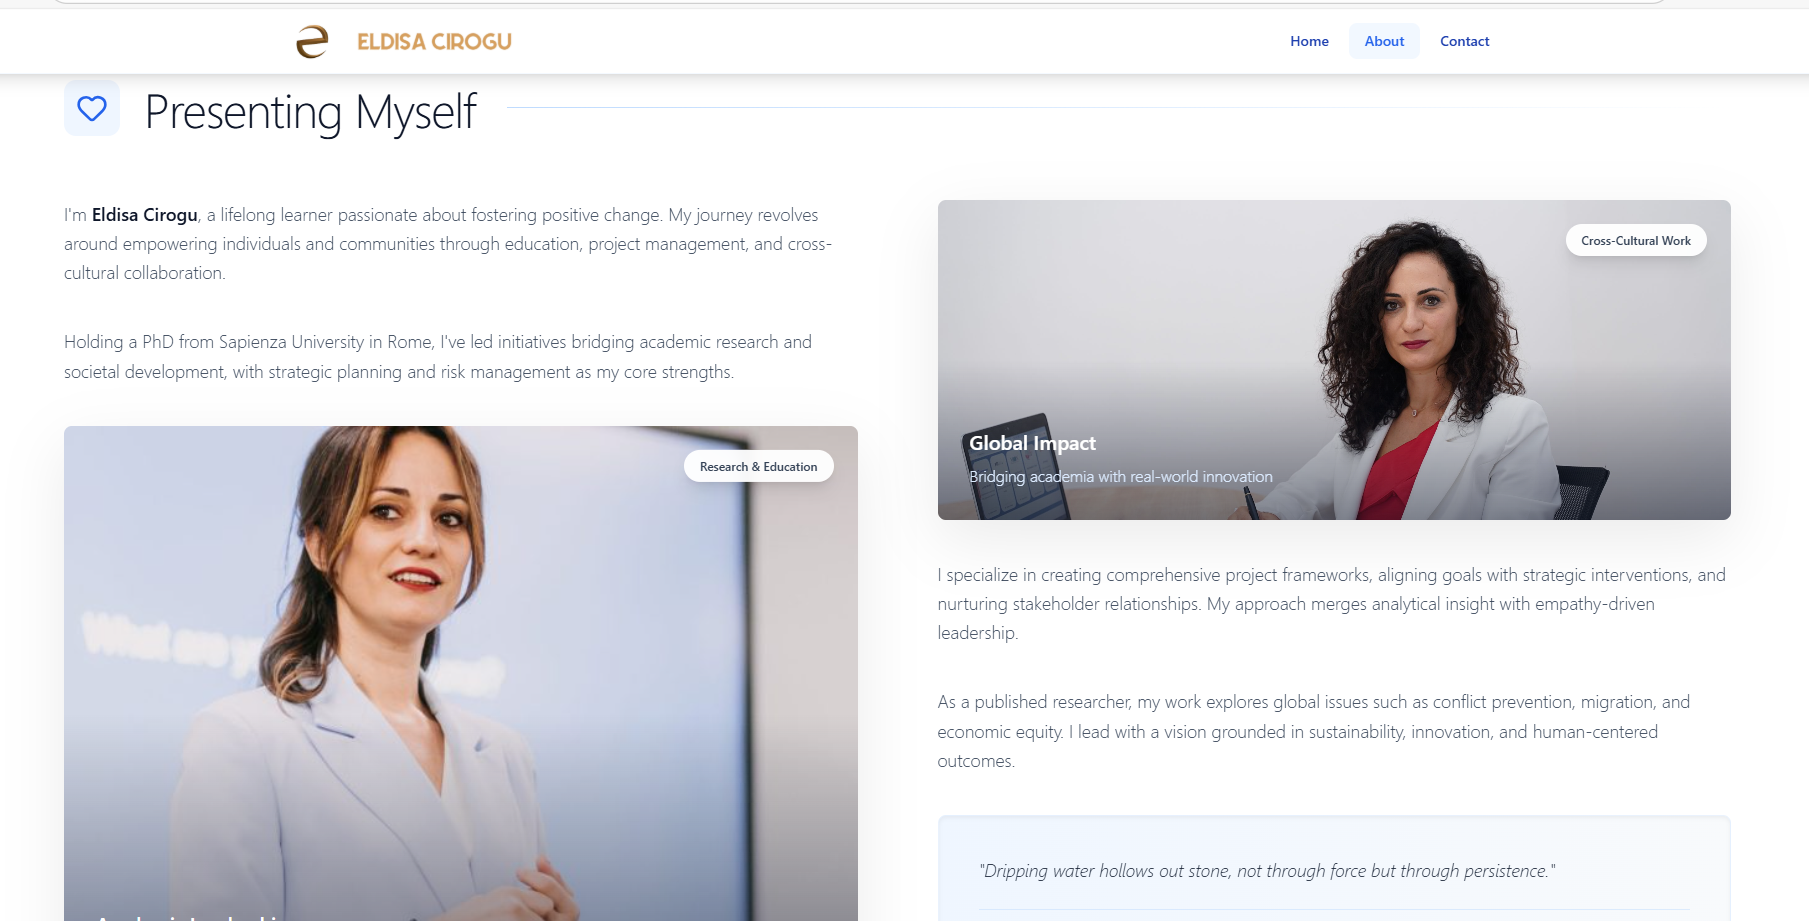 ELDISA CIROGU
Home
About
Contact
Presenting Myself
I'm Eldisa Cirogu, a lifelong learner passionate about fostering positive change. My journey revolves
around empowering individuals and communities through education, project management, and cross-
cultural collaboration.
Holding a PhD from Sapienza University in Rome, I've led initiatives bridging academic research and
societal development, with strategic planning and risk management as my core strengths.
Research & Education
Cross-Cultural Work
Global Impact
Bridging academia with real-world innovation
I specialize in creating comprehensive project frameworks, aligning goals with strategic interventions, and
nurturing stakeholder relationships. My approach merges analytical insight with empathy-driven
leadership.
As a published researcher, my work explores global issues such as conflict prevention, migration, and
economic equity. I lead with a vision grounded in sustainability, innovation, and human-centered
outcomes.
"Dripping water hollows out stone, not through force but through persistence."